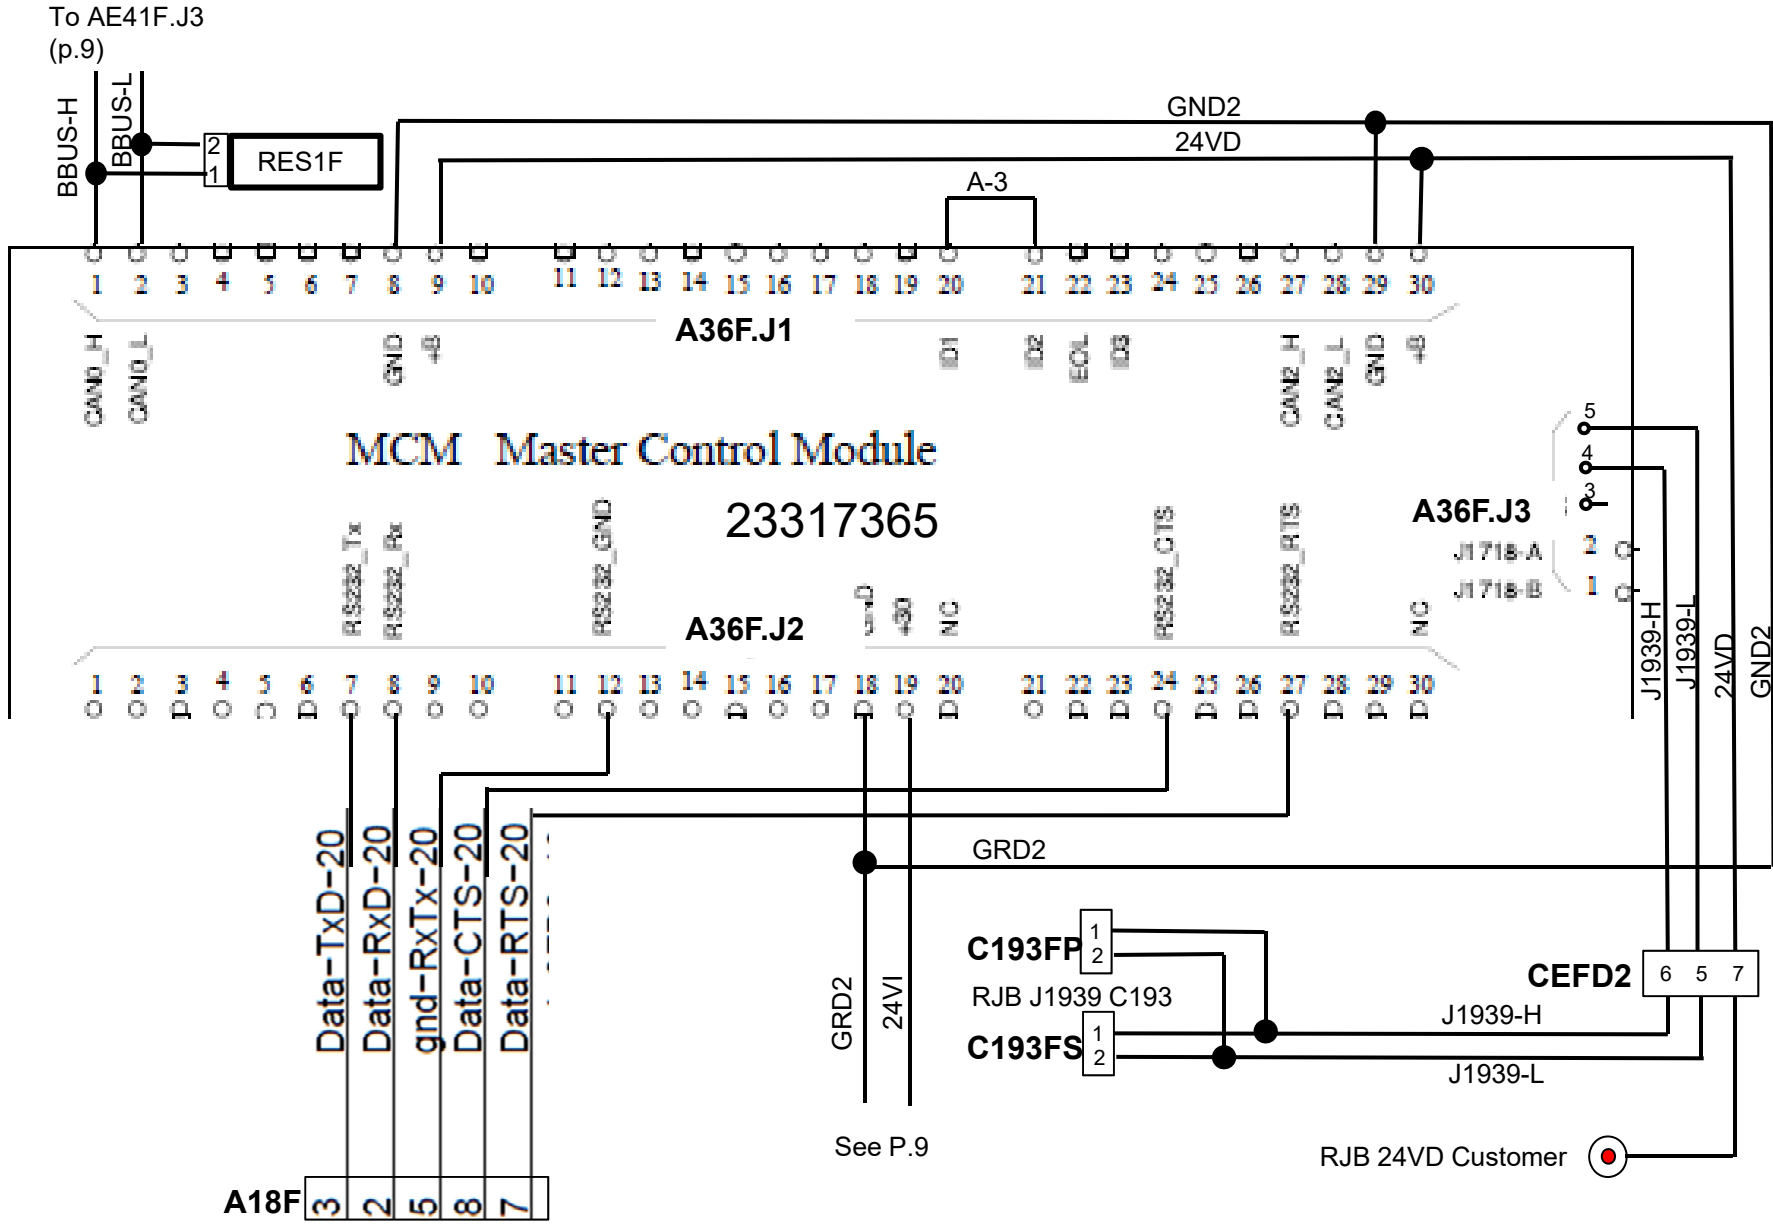 To AE41F.J3
(p.9)
BBUS-H
BBUS-L
2
1
RES1F
GND2
24VD
A-3
1 2 3 4 5 6 7 8 9 10 11 12 13 14 15 16 17 18 19 20 21 22 23 24 25 26 27 28 29 30
A36F.J1
CAN0_H
CAN0_L
GND
+B
ID1
ID2
EOL
ID3
CAN2_H
CAN2_L
GND
+B
MCM Master Control Module
23317365
5
4
3
A36F.J3
J1718-A 2
J1718-B 1
RS232_Tx
RS232_Rx
RS232_GND
A36F.J2
GND
+30
NC
RS232_CTS
RS232_RTS
NC
1 2 3 4 5 6 7 8 9 10 11 12 13 14 15 16 17 18 19 20 21 22 23 24 25 26 27 28 29 30
J1939-H
J1939-L
24VD
GND2
Data-TxD-20
Data-RxD-20
gnd-RxTx-20
Data-CTS-20
Data-RTS-20
GRD2
GRD2
24VI
C193FP
1
2
RJB J1939 C193
C193FS
1
2
CEFD2
6 5 7
J1939-H
J1939-L
See P.9
RJB 24VD Customer
A18F
3 2 5 8 7